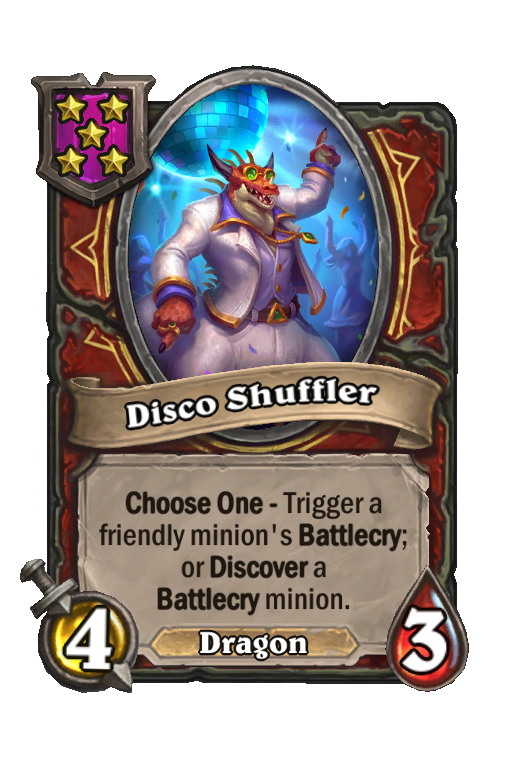 Disco Shuffler
Choose One - Trigger a
friendly minion's Battlecry;
or Discover a
Battlecry minion.
4
Dragon
3